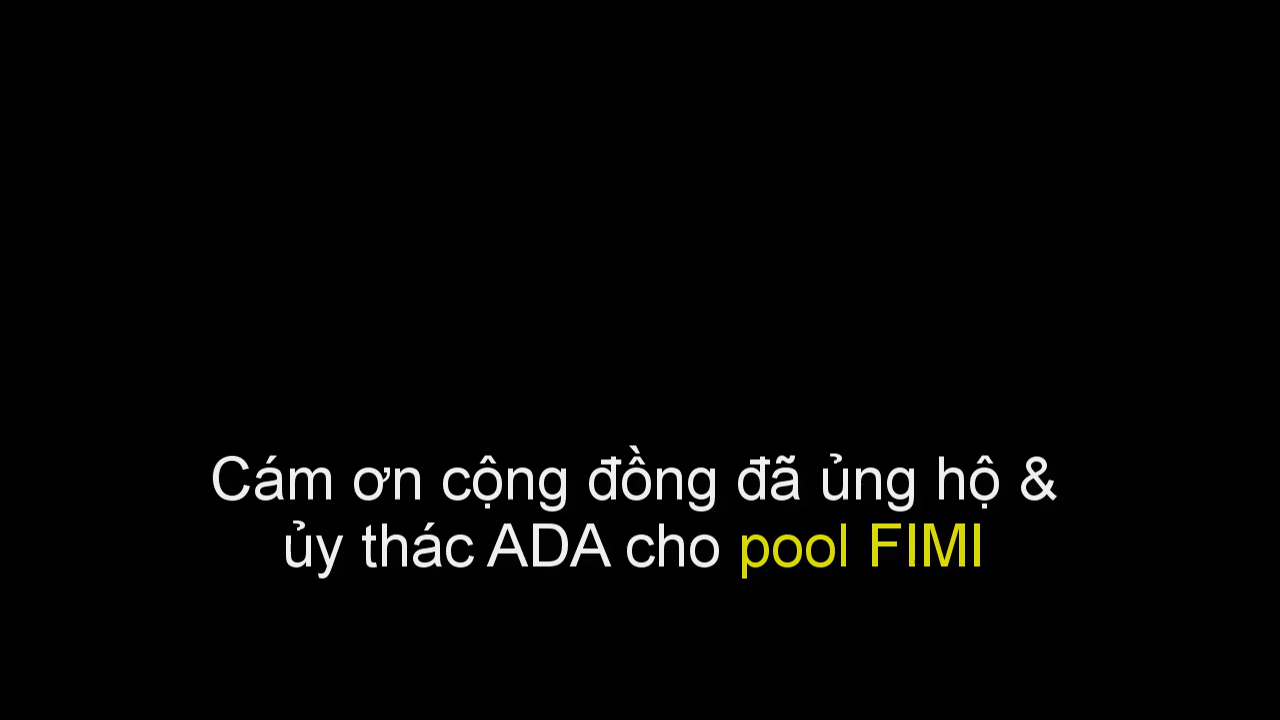 Cám ơn cộng đồng đã ủng hộ &
ủy thác ADA cho pool FIMI